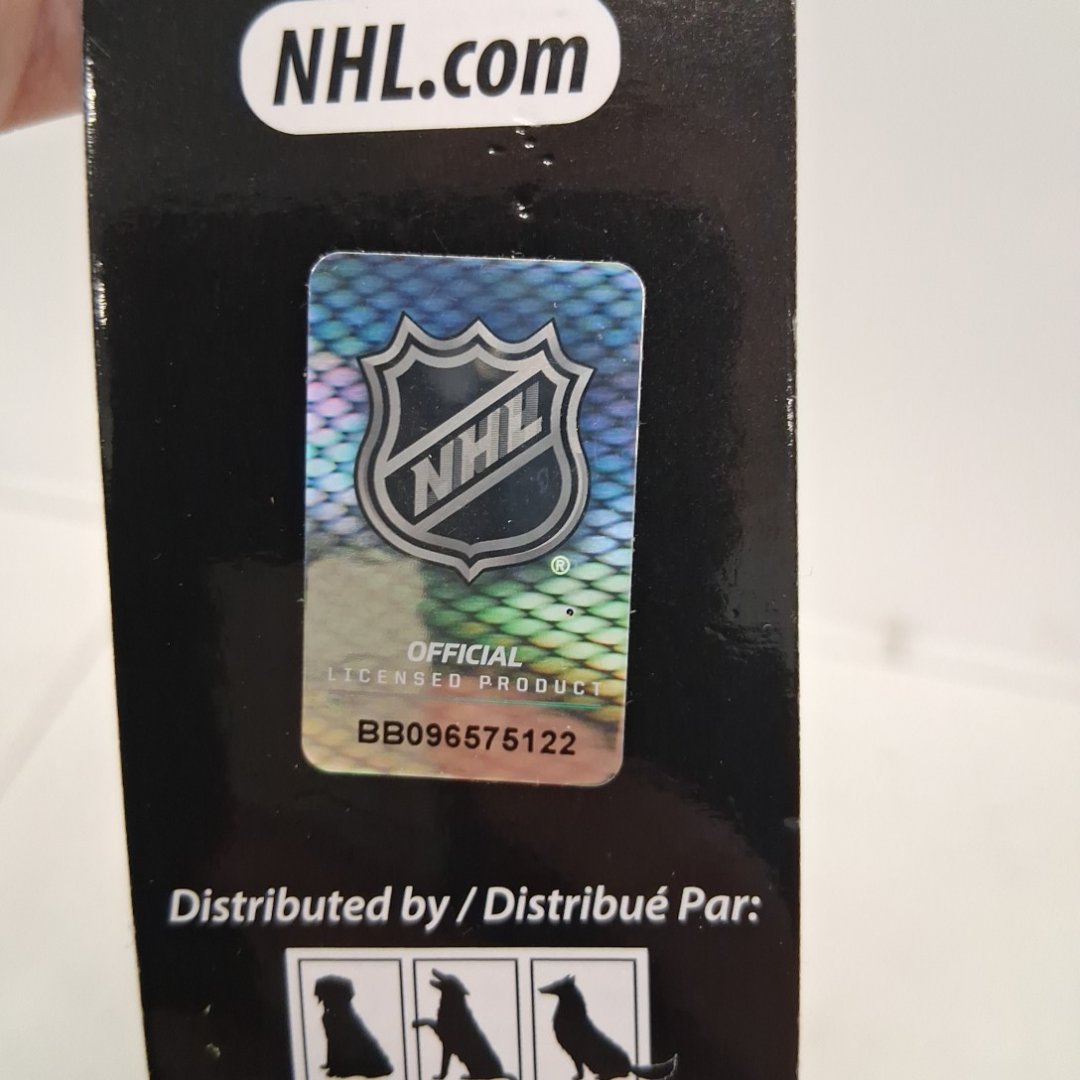 NHL.com
NHL
®
OFFICIAL
LICENSED PRODUCT
BB096575122
Distributed by / Distribué Par: